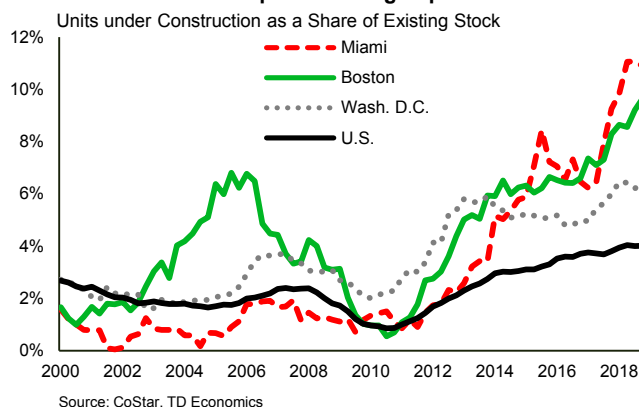 Units under Construction as a Share of Existing Stock
12%
10%
8%
6%
4%
2%
0%
Miami
Boston
Wash. D.C.
U.S.
2000 2002 2004 2006 2008 2010 2012 2014 2016 2018
Source: CoStar, TD Economics